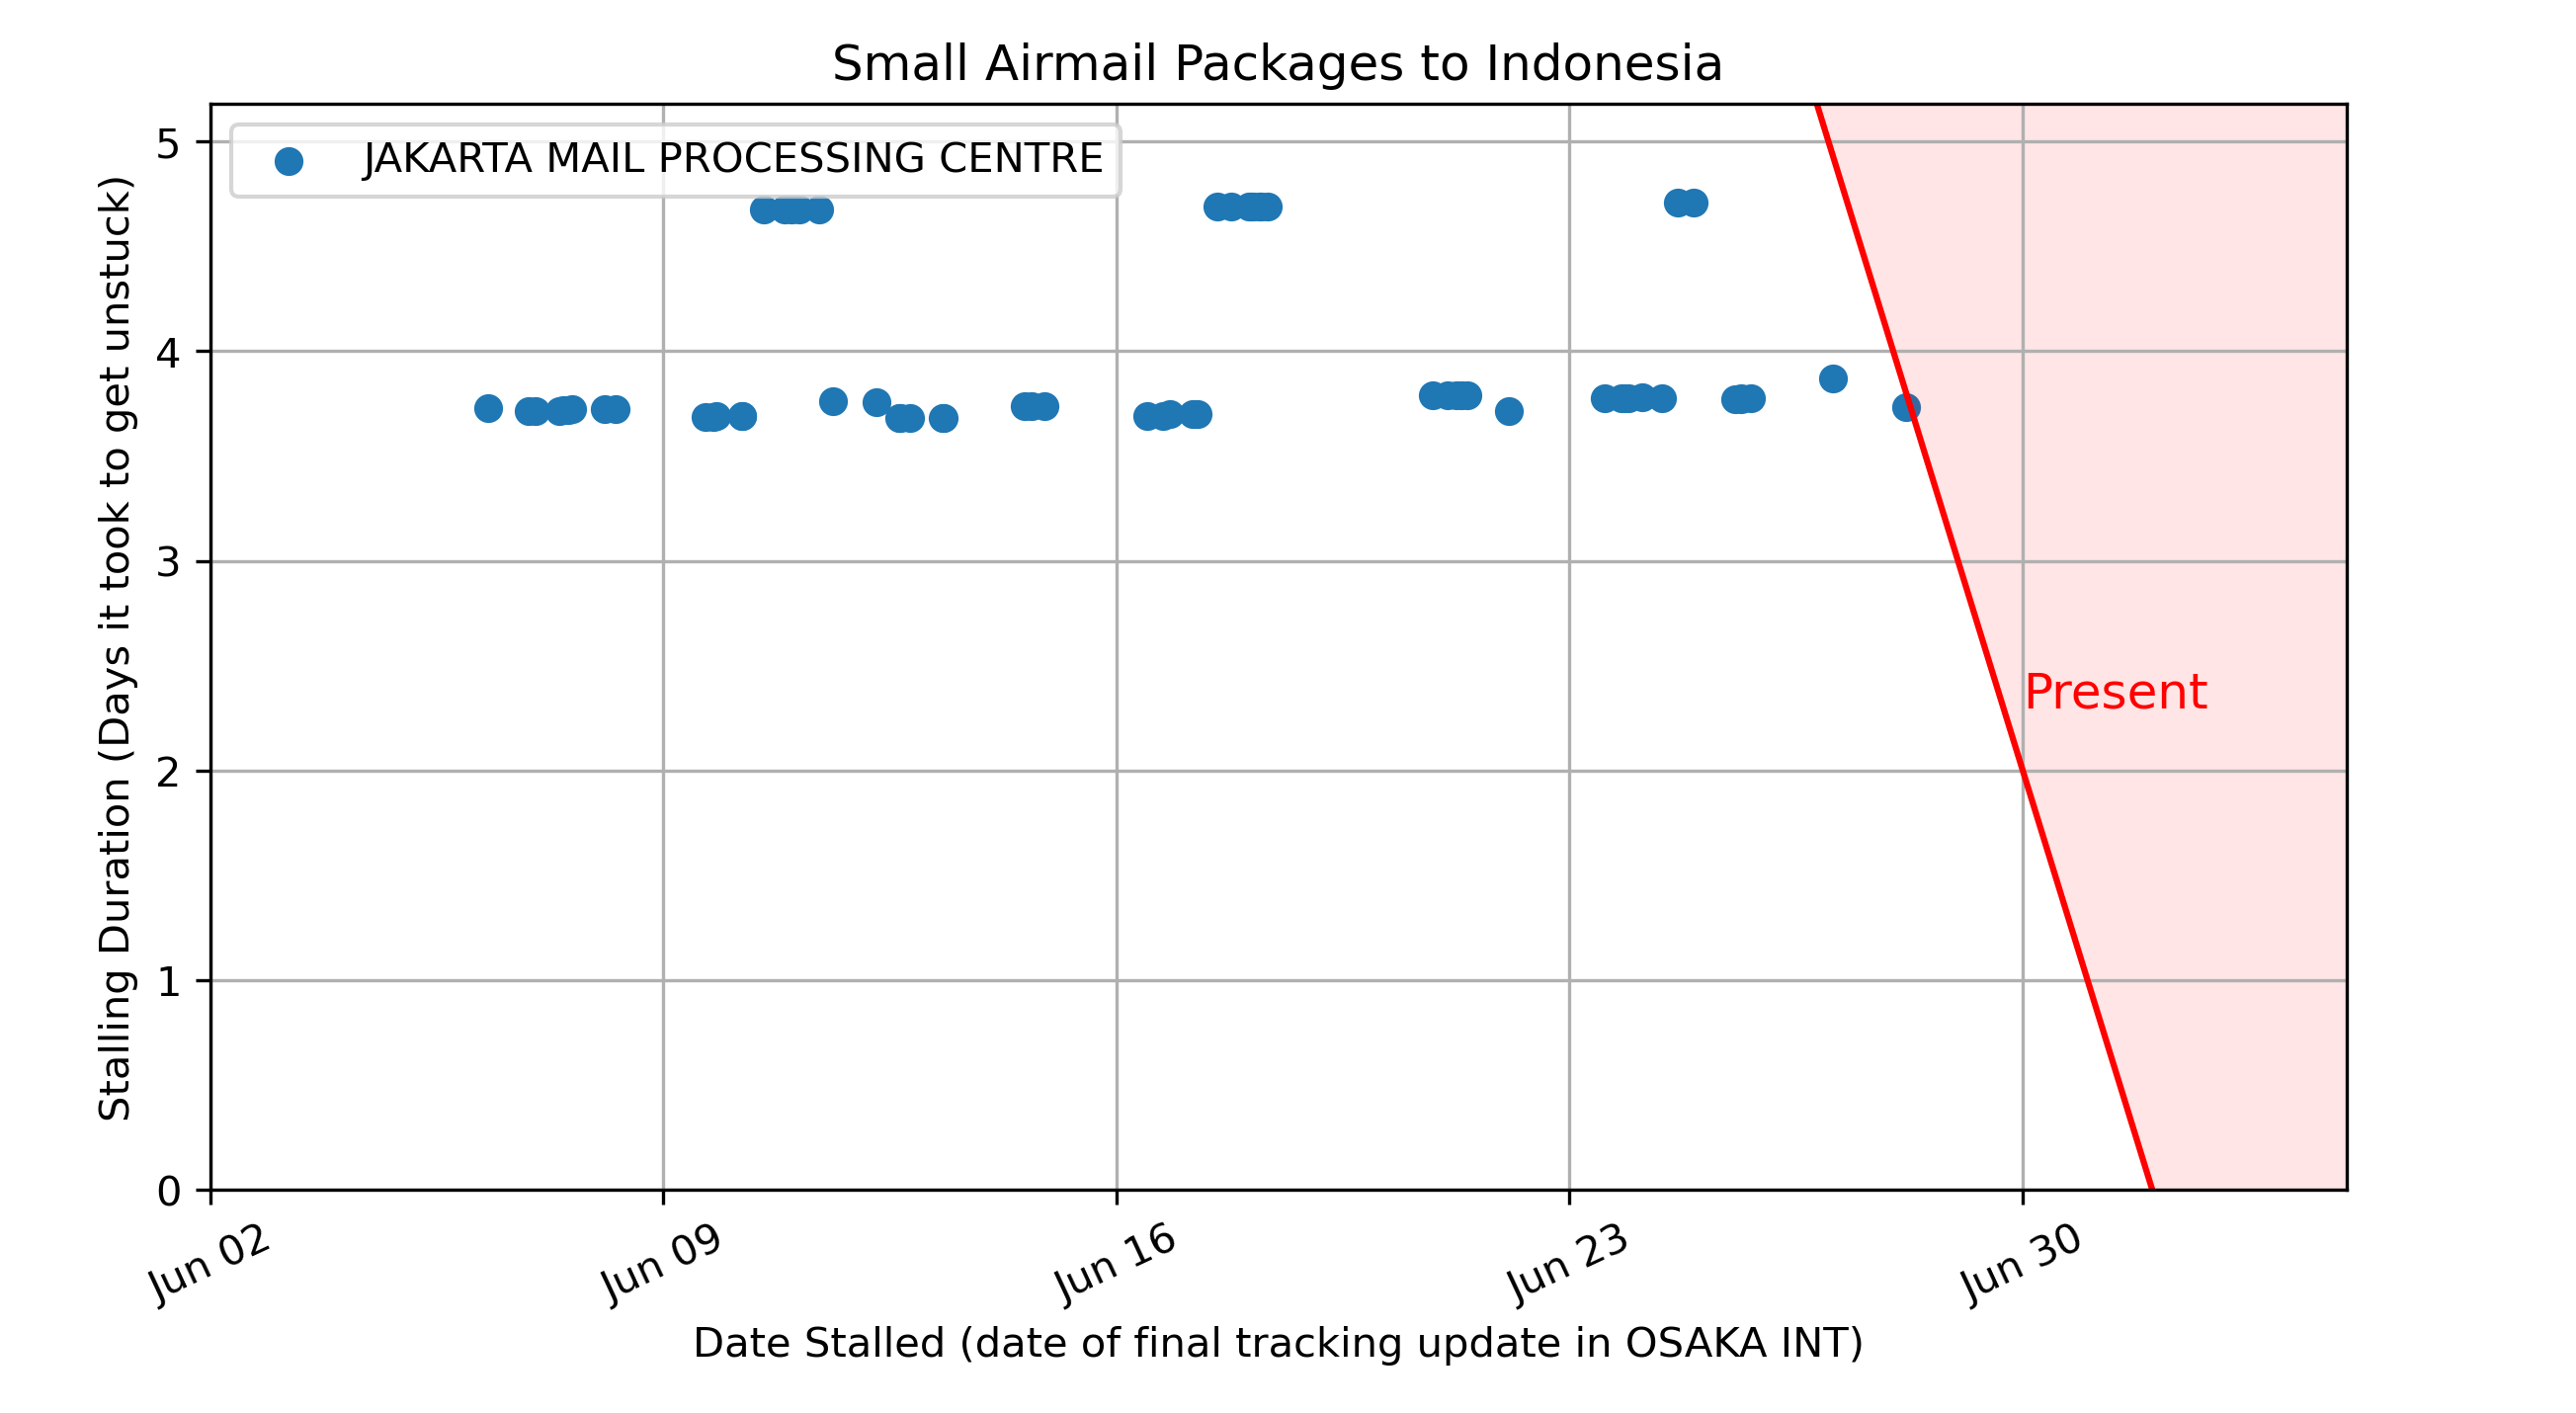 Small Airmail Packages to Indonesia
JAKARTA MAIL PROCESSING CENTRE
Stalling Duration (Days it took to get unstuck)
5
4
3
2
1
0
Present
Jun 02
Jun 09
Jun 16
Jun 23
Jun 30
Date Stalled (date of final tracking update in OSAKA INT)